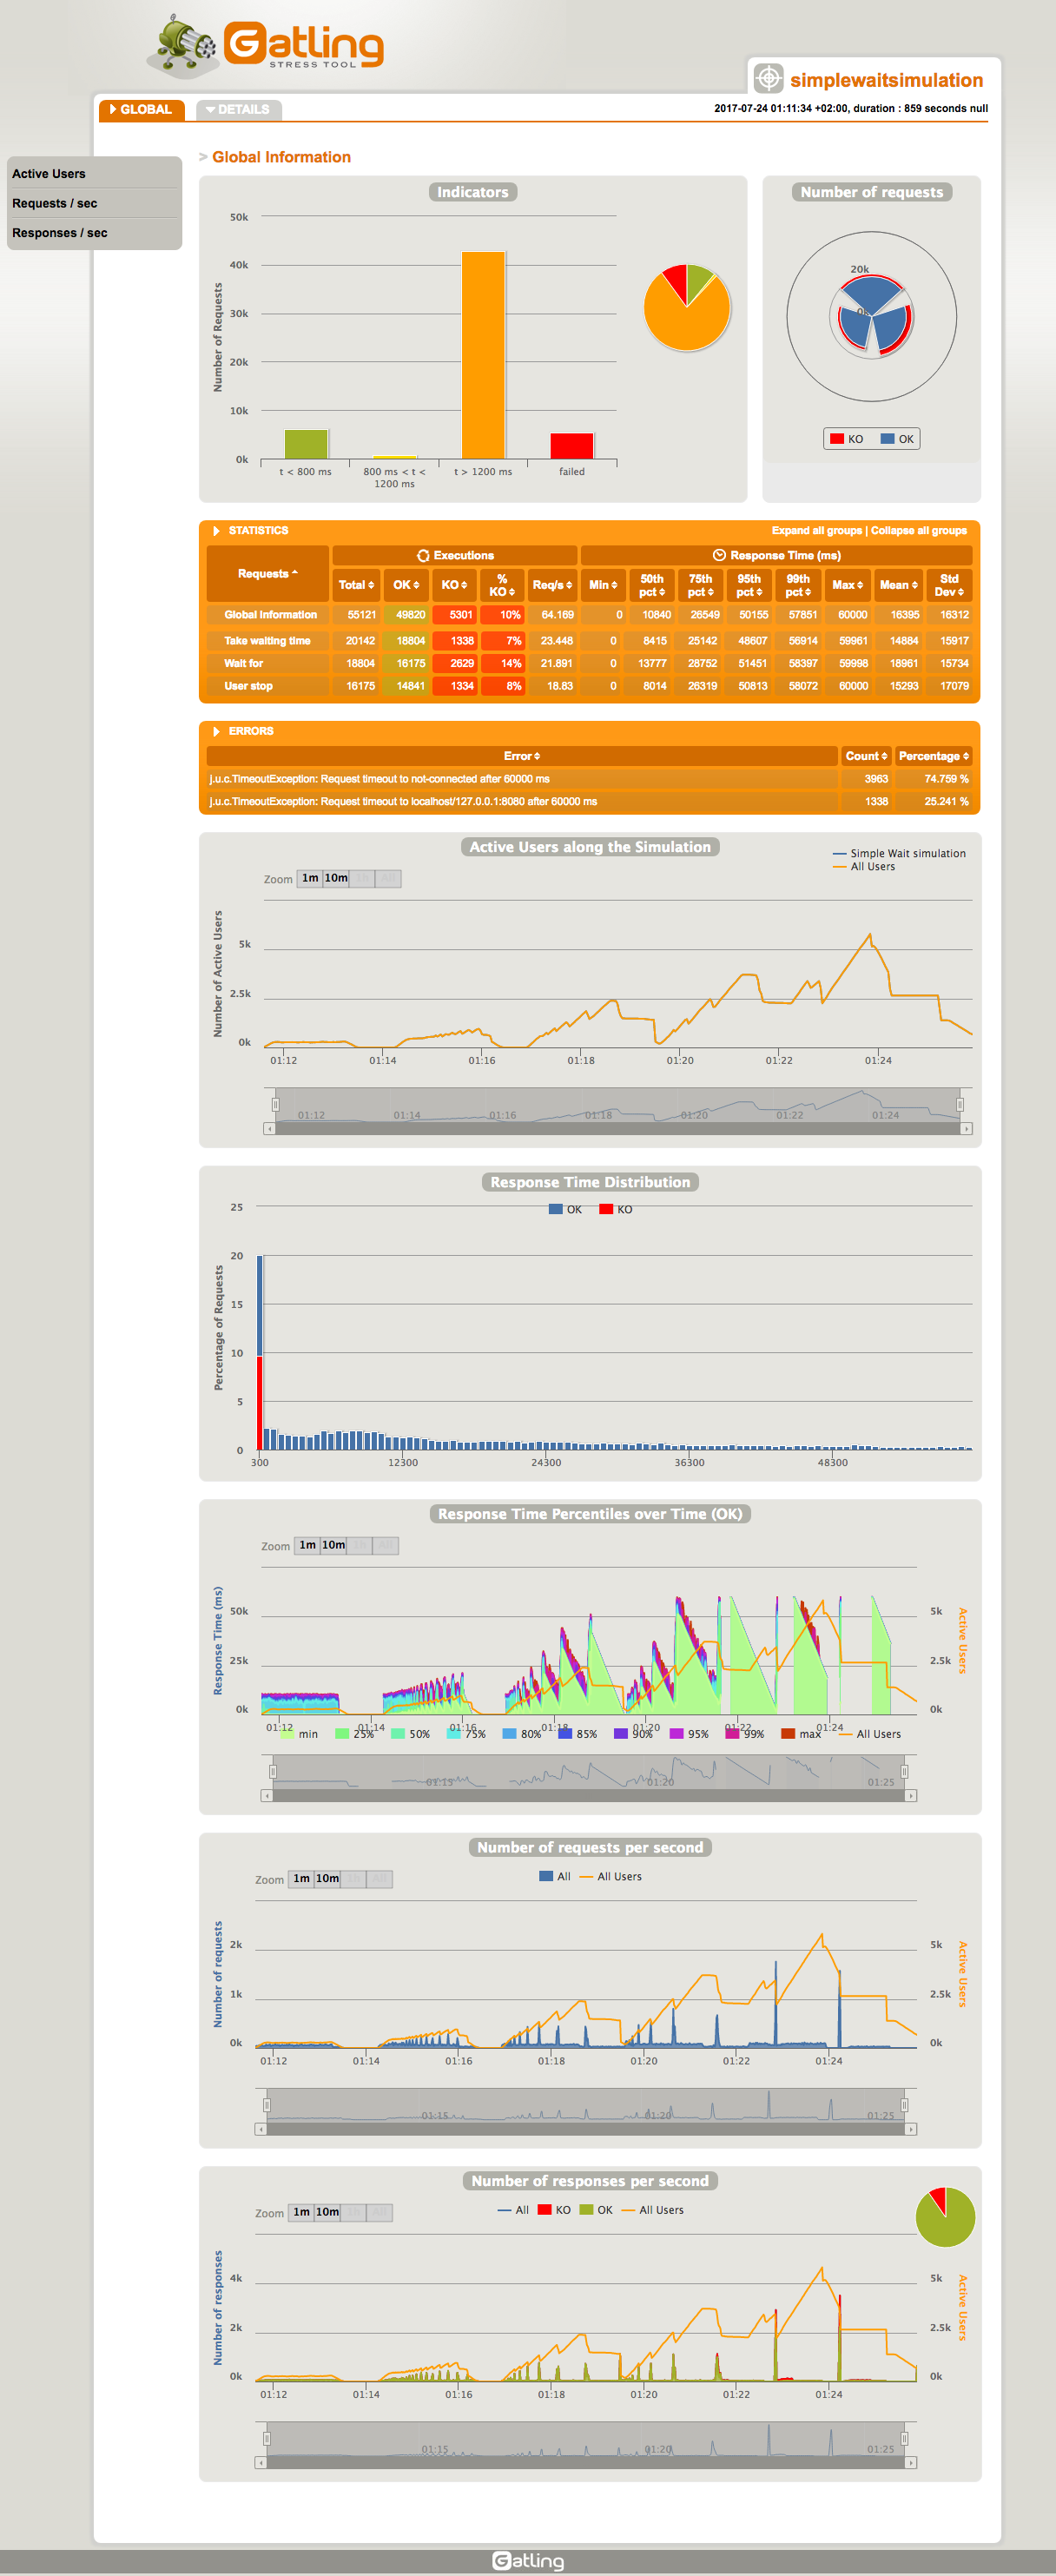 Gatling
STRESS TOOL
simplewaitsimulation
GLOBAL
DETAILS
2017-07-24 01:11:34 +02:00, duration : 859 seconds null
Active Users
Requests / sec
Responses / sec
> Global Information
Indicators
Number of Requests
50k
40k
30k
20k
10k
0k
t < 800 ms
800 ms < t < 1200 ms
t > 1200 ms
failed
Number of requests
20k
0k
KO
OK
STATISTICS
Expand all groups | Collapse all groups
Requests
Executions
Response Time (ms)
Total OK KO % KO Req/s Min 50th pct 75th pct 95th pct 99th pct Max Mean Std Dev
Global Information 55121 49820 5301 10% 64.169 0 10840 26549 50155 57851 60000 16395 16312
Take waiting time 20142 18804 1338 7% 23.448 0 8415 25142 48607 56914 59961 14884 15917
Wait for 18804 16175 2629 14% 21.891 0 13777 28752 51451 58397 59998 18961 15734
User stop 16175 14841 1334 8% 18.83 0 8014 26319 50813 58072 60000 15293 17079
ERRORS
Error Count Percentage
j.u.c.TimeoutException: Request timeout to not-connected after 60000 ms 3963 74.759 %
j.u.c.TimeoutException: Request timeout to localhost/127.0.0.1:8080 after 60000 ms 1338 25.241 %
Active Users along the Simulation
Simple Wait simulation
All Users
Zoom 1m 10m 1h All
Number of Active Users
5k
2.5k
0k
01:12 01:14 01:16 01:18 01:20 01:22 01:24
01:12 01:14 01:16 01:18 01:20 01:22 01:24
Response Time Distribution
OK KO
Percentage of Requests
25
20
15
10
5
0
300 12300 24300 36300 48300
Response Time Percentiles over Time (OK)
Zoom 1m 10m 1h All
Response Time (ms)
50k
25k
0k
Active Users
5k
2.5k
0k
01:12 01:14 01:16 01:18 01:20 01:22 01:24
min 25% 50% 75% 80% 85% 90% 95% 99% max All Users
01:15 01:20 01:25
Number of requests per second
Zoom 1m 10m 1h All
All All Users
Number of requests
2k
1k
0k
Active Users
5k
2.5k
0k
01:12 01:14 01:16 01:18 01:20 01:22 01:24
01:15 01:20 01:25
Number of responses per second
Zoom 1m 10m 1h All
All KO OK All Users
Number of responses
4k
2k
0k
Active Users
5k
2.5k
0k
01:12 01:14 01:16 01:18 01:20 01:22 01:24
01:15 01:20 01:25
Gatling